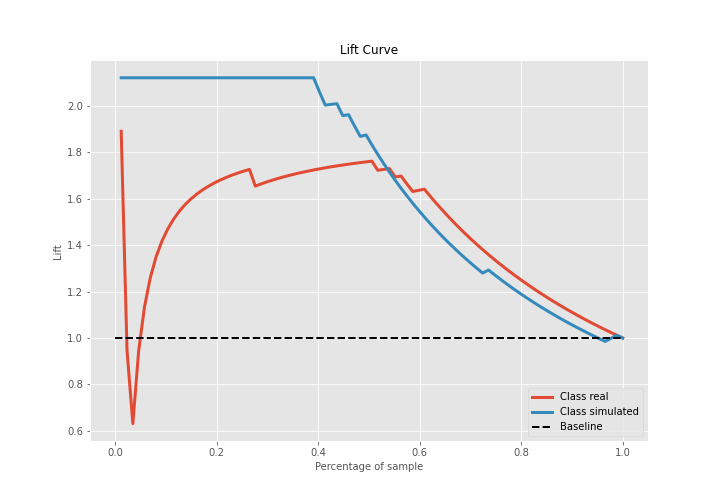 Lift Curve
Lift
2.0
1.8
1.6
1.4
1.2
1.0
0.8
0.6
0.0
0.2
0.4
0.6
0.8
1.0
Percentage of sample
Class real
Class simulated
Baseline